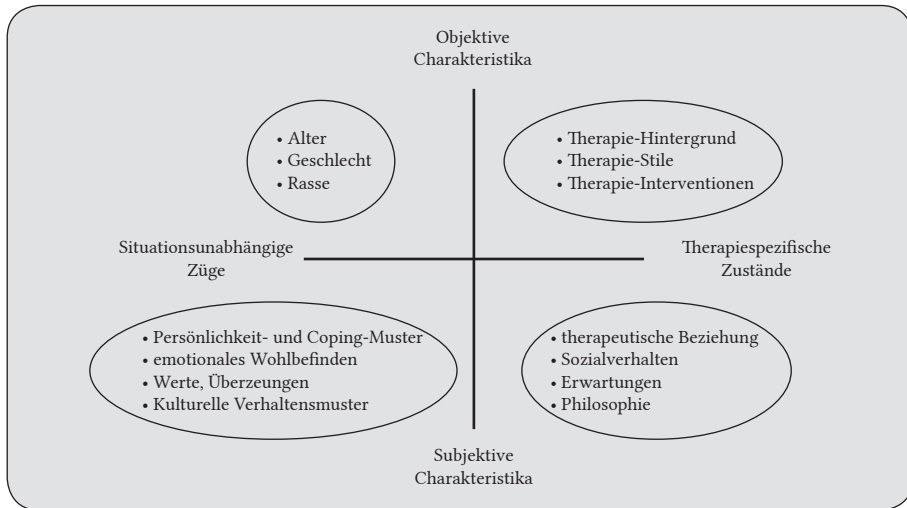 Objektive
Charakteristika
• Alter
• Geschlecht
• Rasse
• Therapie-Hintergrund
• Therapie-Stile
• Therapie-Interventionen
Situationsunabhängige
Züge
Therapiespezifische
Zustände
• Persönlichkeit- und Coping-Muster
• emotionales Wohlbefinden
• Werte, Überzeungen
• Kulturelle Verhaltensmuster
• therapeutische Beziehung
• Sozialverhalten
• Erwartungen
• Philosophie
Subjektive
Charakteristika